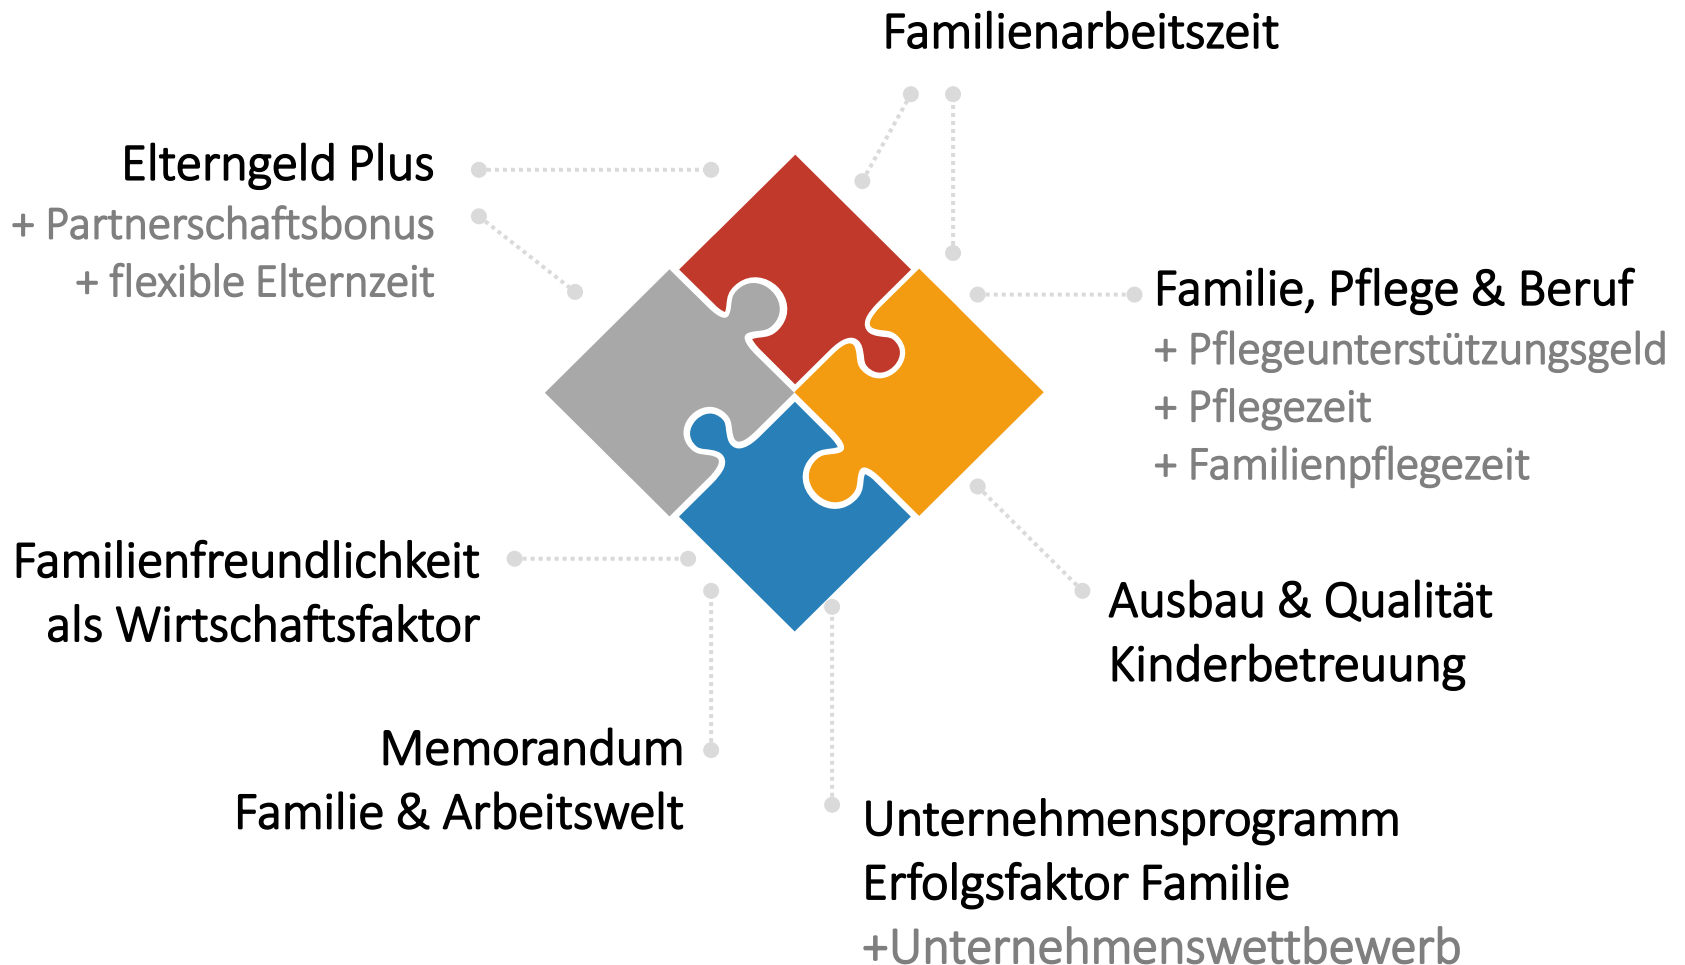 Familienarbeitszeit
Elterngeld Plus
+ Partnerschaftsbonus
+ flexible Elternzeit
Familie, Pflege & Beruf
+ Pflegeunterstützungsgeld
+ Pflegezeit
+ Familienpflegezeit
Familienfreundlichkeit
als Wirtschaftsfaktor
Ausbau & Qualität
Kinderbetreuung
Memorandum
Familie & Arbeitswelt
Unternehmensprogramm
Erfolgsfaktor Familie
+Unternehmenswettbewerb